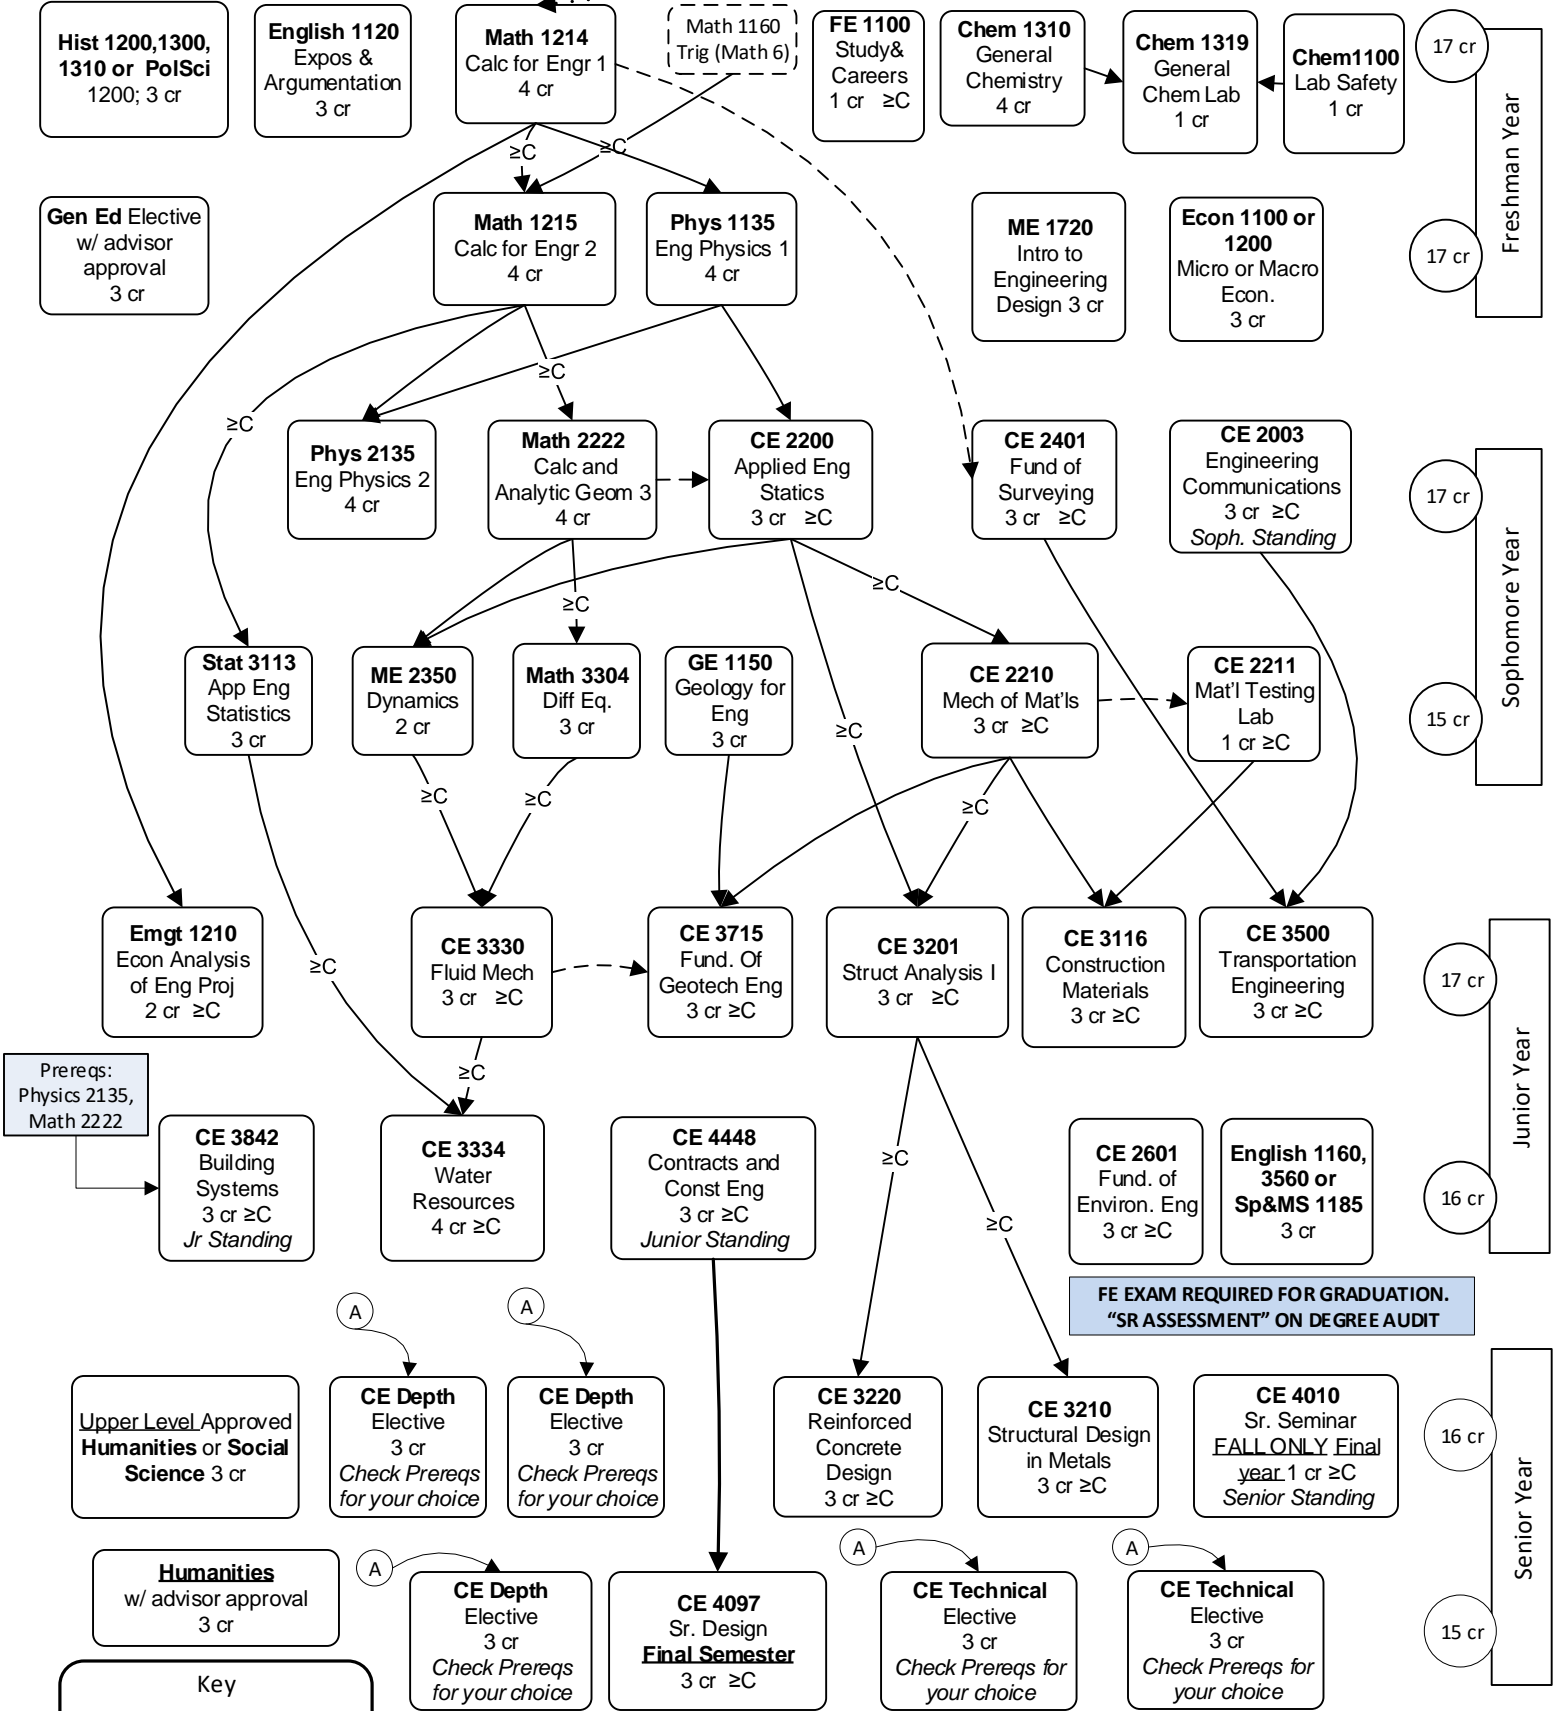 Hist 1200,1300,
1310 or PolSci
1200; 3 cr
English 1120
Expos &
Argumentation
3 cr
Math 1214
Calc for Engr 1
4 cr
Math 1160
Trig (Math 6)
FE 1100
Study&
Careers
1 cr ≥C
Chem 1310
General
Chemistry
4 cr
Chem 1319
General
Chem Lab
1 cr
Chem1100
Lab Safety
1 cr
17 cr
Freshman Year
≥C
≥C
Gen Ed Elective
w/ advisor
approval
3 cr
Math 1215
Calc for Engr 2
4 cr
Phys 1135
Eng Physics 1
4 cr
ME 1720
Intro to
Engineering
Design 3 cr
Econ 1100 or
1200
Micro or Macro
Econ.
3 cr
17 cr
≥C
≥C
Phys 2135
Eng Physics 2
4 cr
Math 2222
Calc and
Analytic Geom 3
4 cr
CE 2200
Applied Eng
Statics
3 cr ≥C
CE 2401
Fund of
Surveying
3 cr ≥C
CE 2003
Engineering
Communications
3 cr ≥C
Soph. Standing
17 cr
Sophomore Year
≥C
≥C
Stat 3113
App Eng
Statistics
3 cr
ME 2350
Dynamics
2 cr
Math 3304
Diff Eq.
3 cr
GE 1150
Geology for
Eng
3 cr
CE 2210
Mech of Mat'ls
3 cr ≥C
CE 2211
Mat'l Testing
Lab
1 cr ≥C
15 cr
≥C
≥C
≥C
≥C
Emgt 1210
Econ Analysis
of Eng Proj
2 cr ≥C
≥C
CE 3330
Fluid Mech
3 cr ≥C
CE 3715
Fund. Of
Geotech Eng
3 cr ≥C
CE 3201
Struct Analysis I
3 cr ≥C
CE 3116
Construction
Materials
3 cr ≥C
CE 3500
Transportation
Engineering
3 cr ≥C
17 cr
Junior Year
Prereqs:
Physics 2135,
Math 2222
≥C
CE 3842
Building
Systems
3 cr ≥C
Jr Standing
CE 3334
Water
Resources
4 cr ≥C
CE 4448
Contracts and
Const Eng
3 cr ≥C
Junior Standing
≥C
≥C
CE 2601
Fund. of
Environ. Eng
3 cr ≥C
English 1160,
3560 or
Sp&MS 1185
3 cr
16 cr
FE EXAM REQUIRED FOR GRADUATION.
“SR ASSESSMENT” ON DEGREE AUDIT
A
A
Upper Level Approved
Humanities or Social
Science 3 cr
CE Depth
Elective
3 cr
Check Prereqs
for your choice
CE Depth
Elective
3 cr
Check Prereqs
for your choice
CE 3220
Reinforced
Concrete
Design
3 cr ≥C
CE 3210
Structural Design
in Metals
3 cr ≥C
CE 4010
Sr. Seminar
FALL ONLY Final
year 1 cr ≥C
Senior Standing
16 cr
Senior Year
A
A
A
Humanities
w/ advisor approval
3 cr
CE Depth
Elective
3 cr
Check Prereqs
for your choice
CE 4097
Sr. Design
Final Semester
3 cr ≥C
CE Technical
Elective
3 cr
Check Prereqs for
your choice
CE Technical
Elective
3 cr
Check Prereqs for
your choice
15 cr
Key